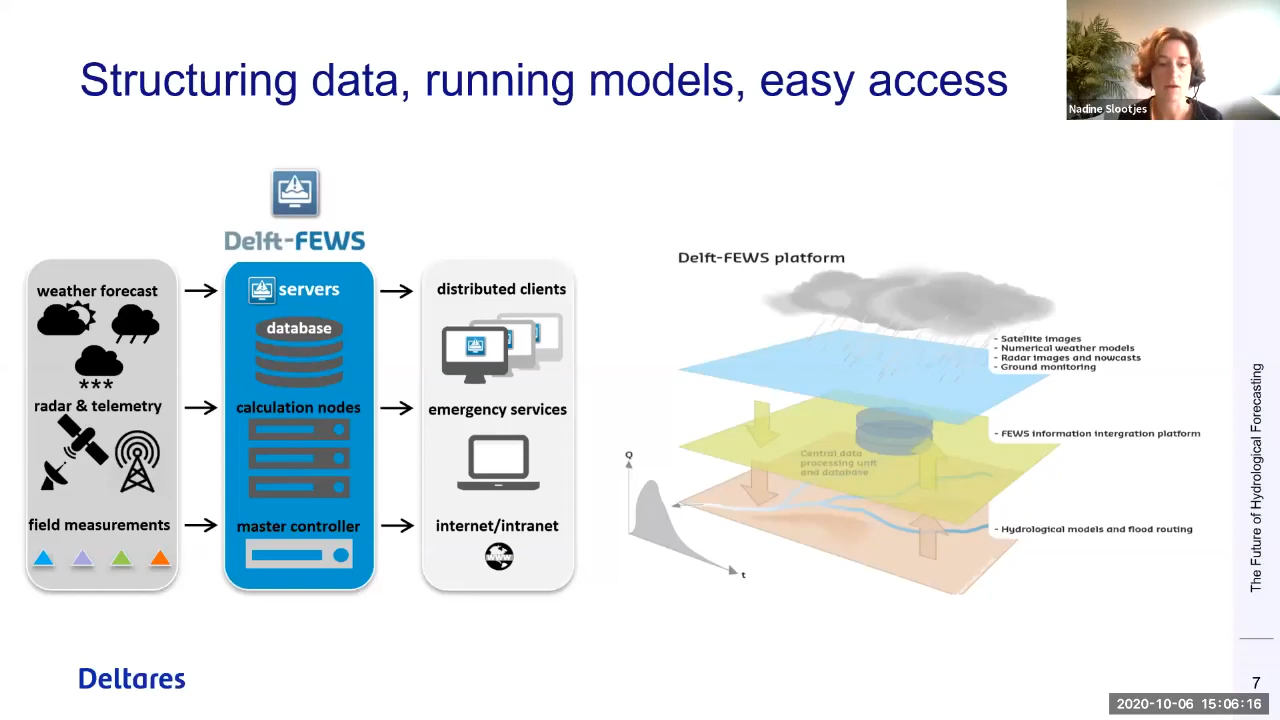 Structuring data, running models, easy access
Nadine Slootjes
Delft-FEWS
weather forecast
***
radar & telemetry
field measurements
servers
database
calculation nodes
master controller
distributed clients
emergency services
internet/intranet
WWW
Delft-FEWS platform
- Satellite images
- Numerical weather models
- Radar images and nowcasts
- Ground monitoring
- FEWS information intergration platform
Central data
processing unit
and database
- Hydrological models and flood routing
Q
t
The Future of Hydrological Forecasting
Deltares
7
2020-10-06 15:06:16